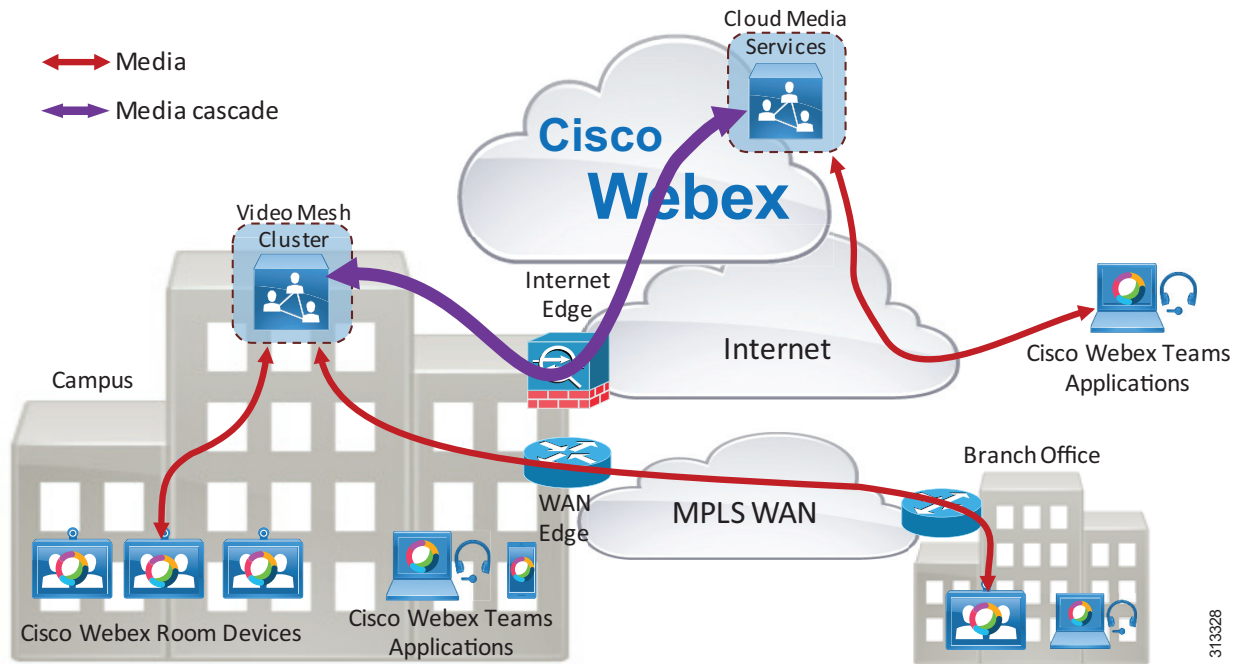 Media
Media cascade
Cloud Media
Services
Cisco
Webex
Video Mesh
Cluster
Internet
Edge
Internet
Cisco Webex Teams
Applications
Campus
WAN
Edge
MPLS WAN
Branch Office
Cisco Webex Room Devices
Cisco Webex Teams
Applications
313328